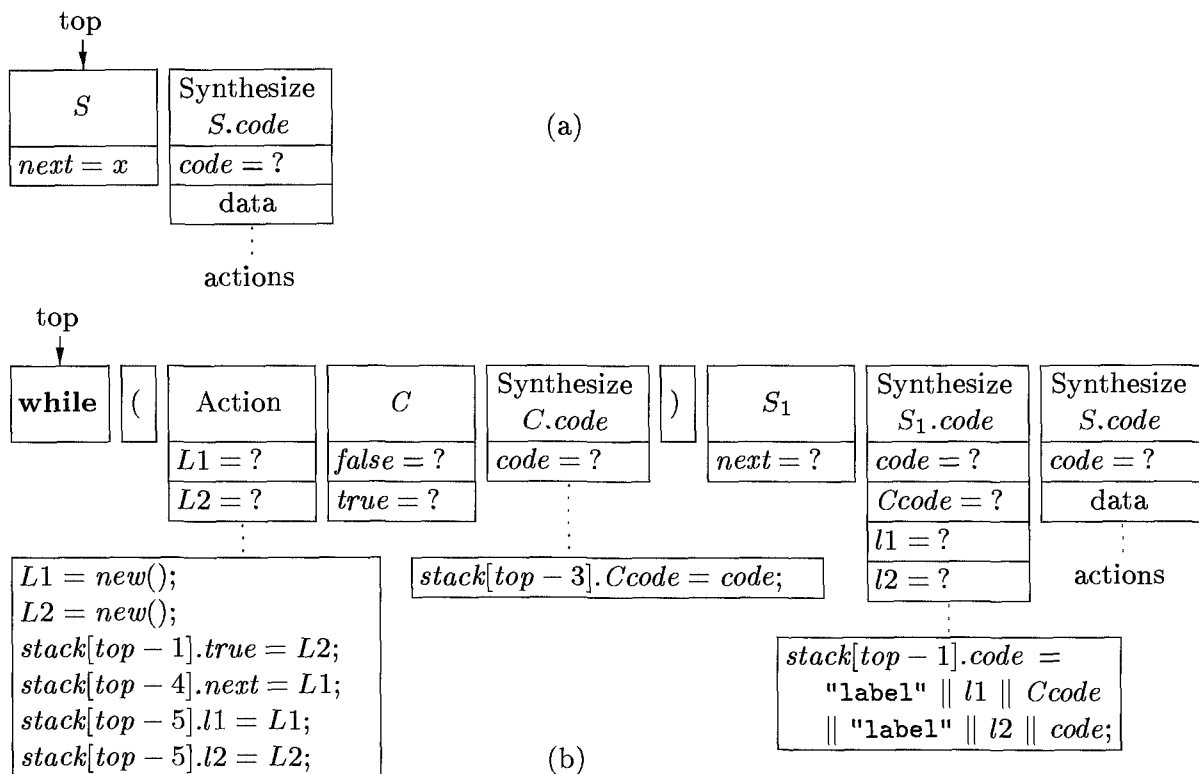 top
S
Synthesize
S.code
(a)
next = x
code = ?
data
actions
top
while
(
Action
C
Synthesize
C.code
)
S1
Synthesize
S1.code
Synthesize
S.code
L1 = ?
false = ?
code = ?
next = ?
code = ?
code = ?
L2 = ?
true = ?
Ccode = ?
data
l1 = ?
l2 = ?
actions
L1 = new();
L2 = new();
stack[top − 1].true = L2;
stack[top − 4].next = L1;
stack[top − 5].l1 = L1;
stack[top − 5].l2 = L2;
stack[top − 3].Ccode = code;
stack[top − 1].code =
"label" || l1 || Ccode
|| "label" || l2 || code;
(b)